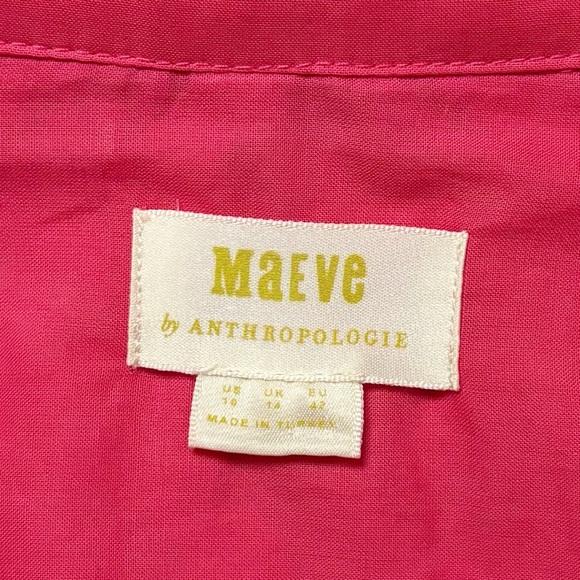 MaEve
by ANTHROPOLOGIE
US UK EU
10 14 42
MADE IN TURKEY